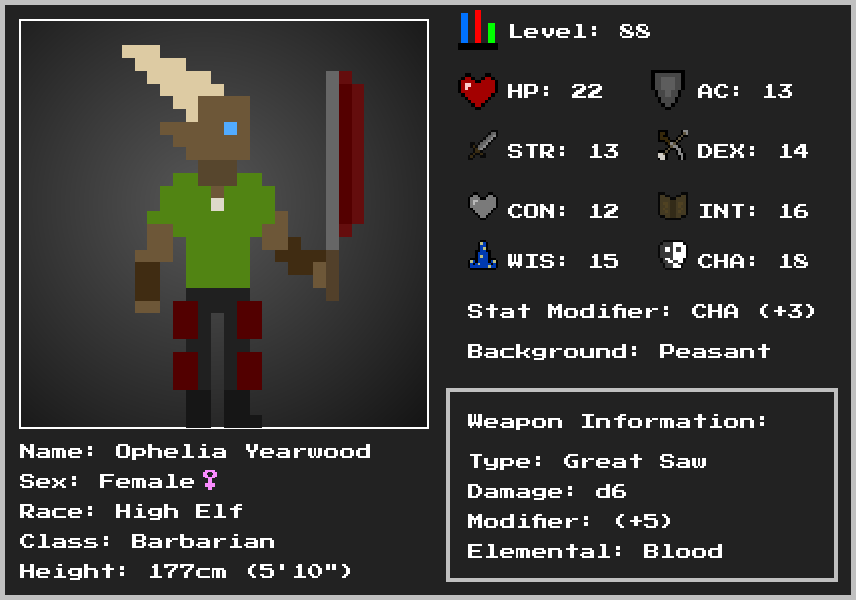 Level: 88
HP: 22
AC: 13
STR: 13
DEX: 14
CON: 12
INT: 16
WIS: 15
CHA: 18
Stat Modifier: CHA (+3)
Background: Peasant
Name: Ophelia Yearwood
Sex: Female♀
Race: High Elf
Class: Barbarian
Height: 177cm (5'10")
Weapon Information:
Type: Great Saw
Damage: d6
Modifier: (+5)
Elemental: Blood